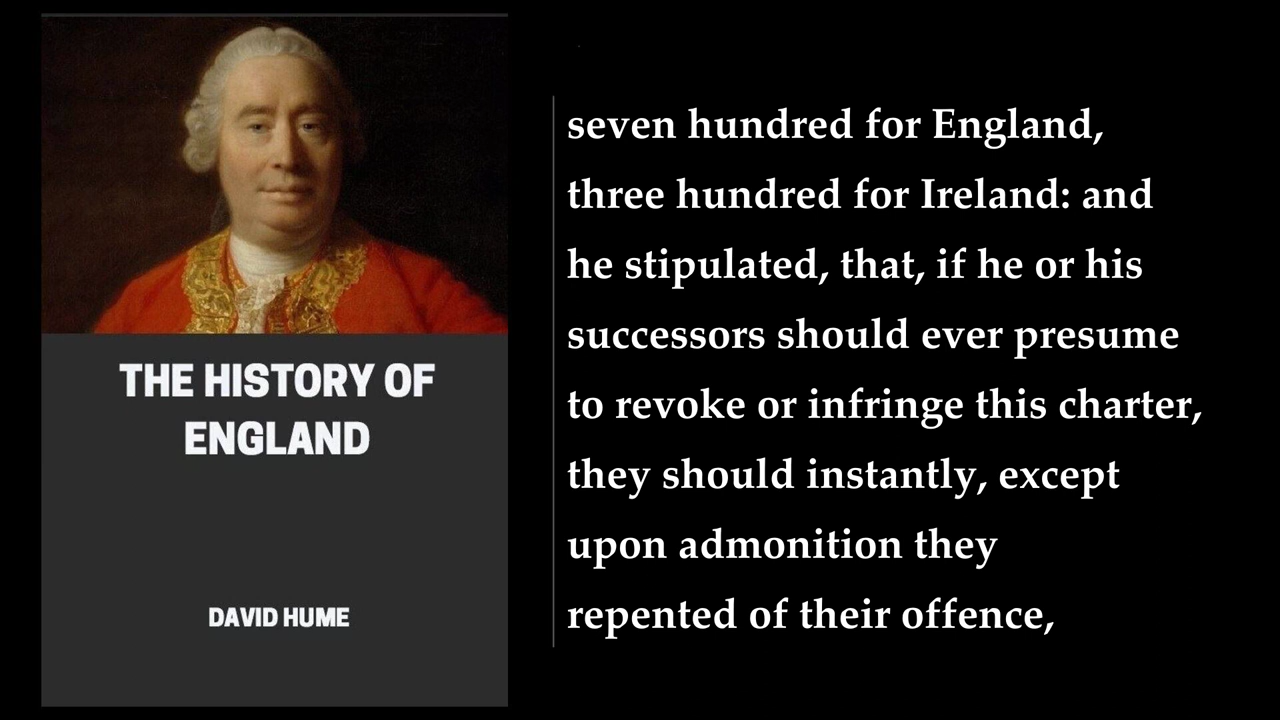 THE HISTORY OF
ENGLAND
DAVID HUME
seven hundred for England,
three hundred for Ireland: and
he stipulated, that, if he or his
successors should ever presume
to revoke or infringe this charter,
they should instantly, except
upon admonition they
repented of their offence,